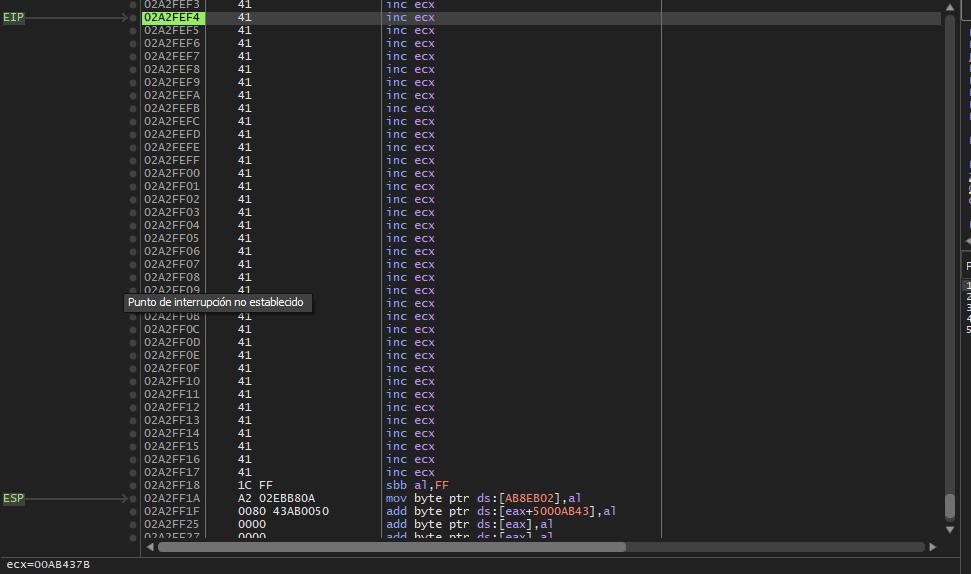 02A2FEF3 41 inc ecx
EIP 02A2FEF4 41 inc ecx
02A2FEF5 41 inc ecx
02A2FEF6 41 inc ecx
02A2FEF7 41 inc ecx
02A2FEF8 41 inc ecx
02A2FEF9 41 inc ecx
02A2FEFA 41 inc ecx
02A2FEFB 41 inc ecx
02A2FEFC 41 inc ecx
02A2FEFD 41 inc ecx
02A2FEFE 41 inc ecx
02A2FEFF 41 inc ecx
02A2FF00 41 inc ecx
02A2FF01 41 inc ecx
02A2FF02 41 inc ecx
02A2FF03 41 inc ecx
02A2FF04 41 inc ecx
02A2FF05 41 inc ecx
02A2FF06 41 inc ecx
02A2FF07 41 inc ecx
02A2FF08 41 inc ecx
02A2FF09 41 inc ecx
Punto de interrupción no establecido inc ecx
02A2FF0B 41 inc ecx
02A2FF0C 41 inc ecx
02A2FF0D 41 inc ecx
02A2FF0E 41 inc ecx
02A2FF0F 41 inc ecx
02A2FF10 41 inc ecx
02A2FF11 41 inc ecx
02A2FF12 41 inc ecx
02A2FF13 41 inc ecx
02A2FF14 41 inc ecx
02A2FF15 41 inc ecx
02A2FF16 41 inc ecx
02A2FF17 41 inc ecx
02A2FF18 1C FF sbb al,FF
ESP 02A2FF1A A2 02EBB80A mov byte ptr ds:[AB8EB02],al
02A2FF1F 0080 43AB0050 add byte ptr ds:[eax+5000AB43],al
02A2FF25 0000 add byte ptr ds:[eax],al
02A2FF27 0000 add byte ptr ds:[eax],al
ecx=00AB437B